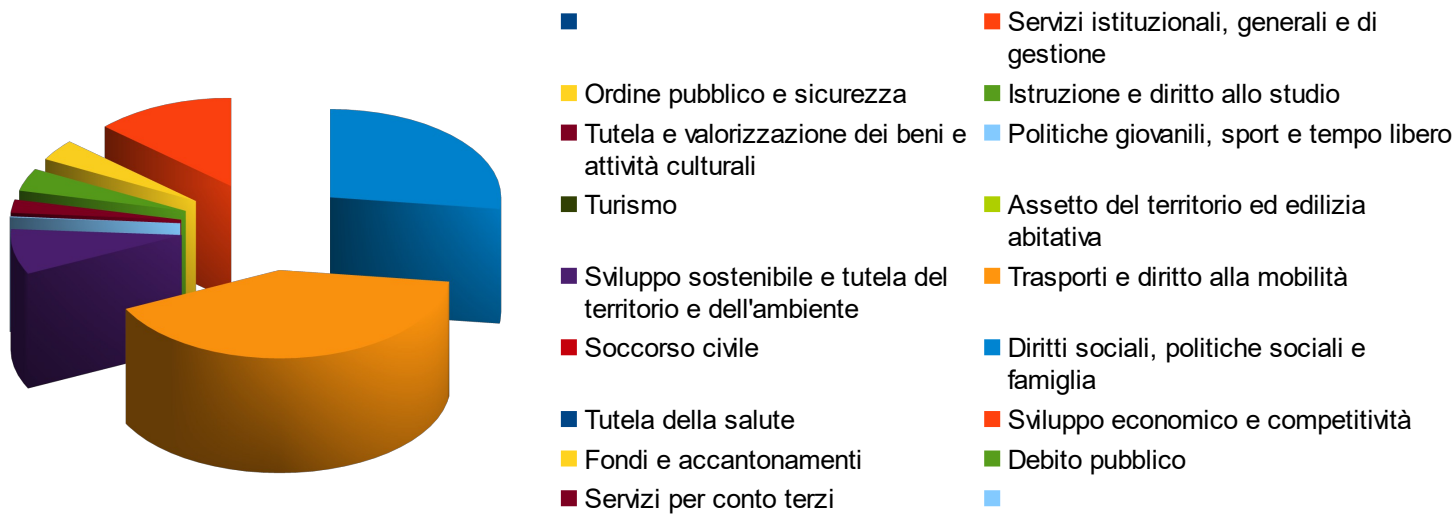 Servizi istituzionali, generali e di
gestione
Ordine pubblico e sicurezza
Istruzione e diritto allo studio
Tutela e valorizzazione dei beni e
attività culturali
Politiche giovanili, sport e tempo libero
Turismo
Assetto del territorio ed edilizia
abitativa
Sviluppo sostenibile e tutela del
territorio e dell'ambiente
Trasporti e diritto alla mobilità
Soccorso civile
Diritti sociali, politiche sociali e
famiglia
Tutela della salute
Sviluppo economico e competitività
Fondi e accantonamenti
Debito pubblico
Servizi per conto terzi